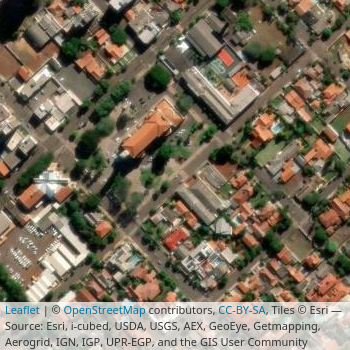 Leaflet | © OpenStreetMap contributors, CC-BY-SA, Tiles © Esri —
Source: Esri, i-cubed, USDA, USGS, AEX, GeoEye, Getmapping,
Aerogrid, IGN, IGP, UPR-EGP, and the GIS User Community